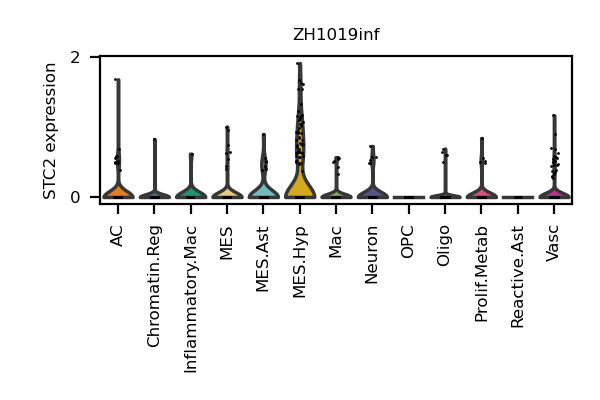 ZH1019inf
STC2 expression
2
0
AC
Chromatin.Reg
Inflammatory.Mac
MES
MES.Ast
MES.Hyp
Mac
Neuron
OPC
Oligo
Prolif.Metab
Reactive.Ast
Vasc